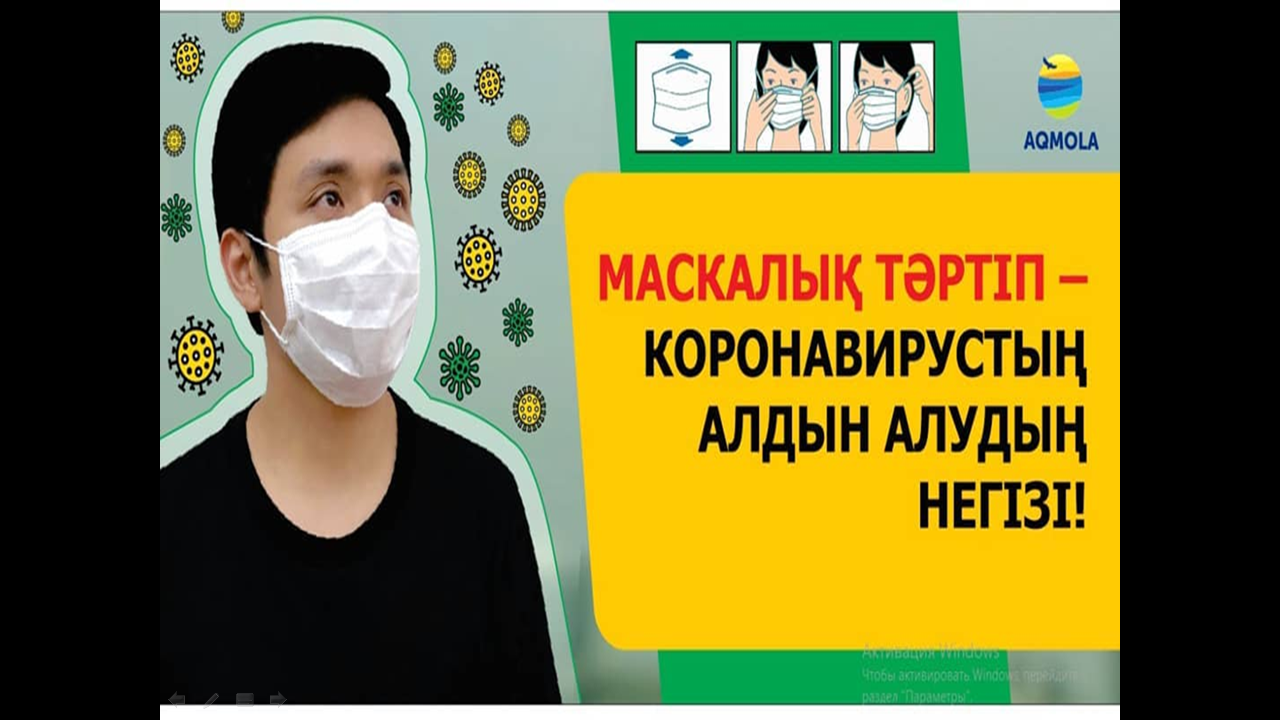 AQMOLA
МАСКАЛЫҚ ТӘРТІП –
КОРОНАВИРУСТЫҢ
АЛДЫН АЛУДЫҢ
НЕГІЗІ!
Активация Windows
Чтобы активировать Windows, перейдите
раздел "Параметры".